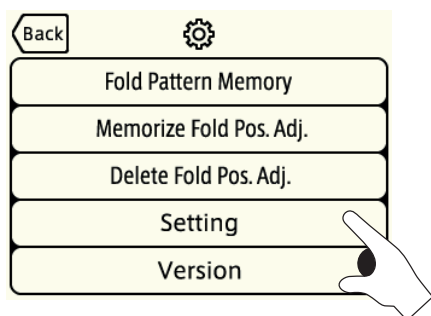 Back
Fold Pattern Memory
Memorize Fold Pos. Adj.
Delete Fold Pos. Adj.
Setting
Version